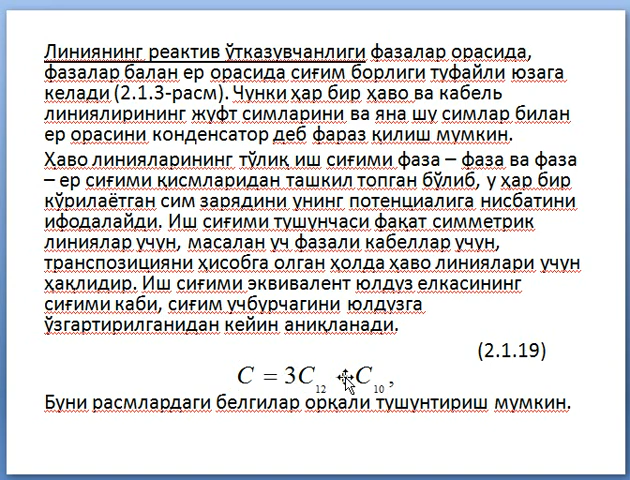 Линиянинг реактив ўтказувчанлиги фазалар орасида,
фазалар балан ер орасида сиғим борлиги туфайли юзага
келади (2.1.3-расм). Чунки ҳар бир ҳаво ва кабель
линиялирининг жуфт симларини ва яна шу симлар билан
ер орасини конденсатор деб фараз қилиш мумкин.
Ҳаво линияларининг тўлиқ иш сиғими фаза – фаза ва фаза
– ер сиғими қисмларидан ташкил топган бўлиб, у ҳар бир
кўрилаётган сим зарядини унинг потенциалига нисбатини
ифодалайди. Иш сиғими тушунчаси фақат симметрик
линиялар учун, масалан уч фазали кабеллар учун,
транспозицияни ҳисобга олган ҳолда ҳаво линиялари учун
ҳақлидир. Иш сиғими эквивалент юлдуз елкасининг
сиғими каби, сиғим учбурчагини юлдузга
ўзгартирилганидан кейин аниқланади.
(2.1.19)
C = 3C₁₂ + C₁₀ ,
Буни расмлардаги белгилар орқали тушунтириш мумкин.